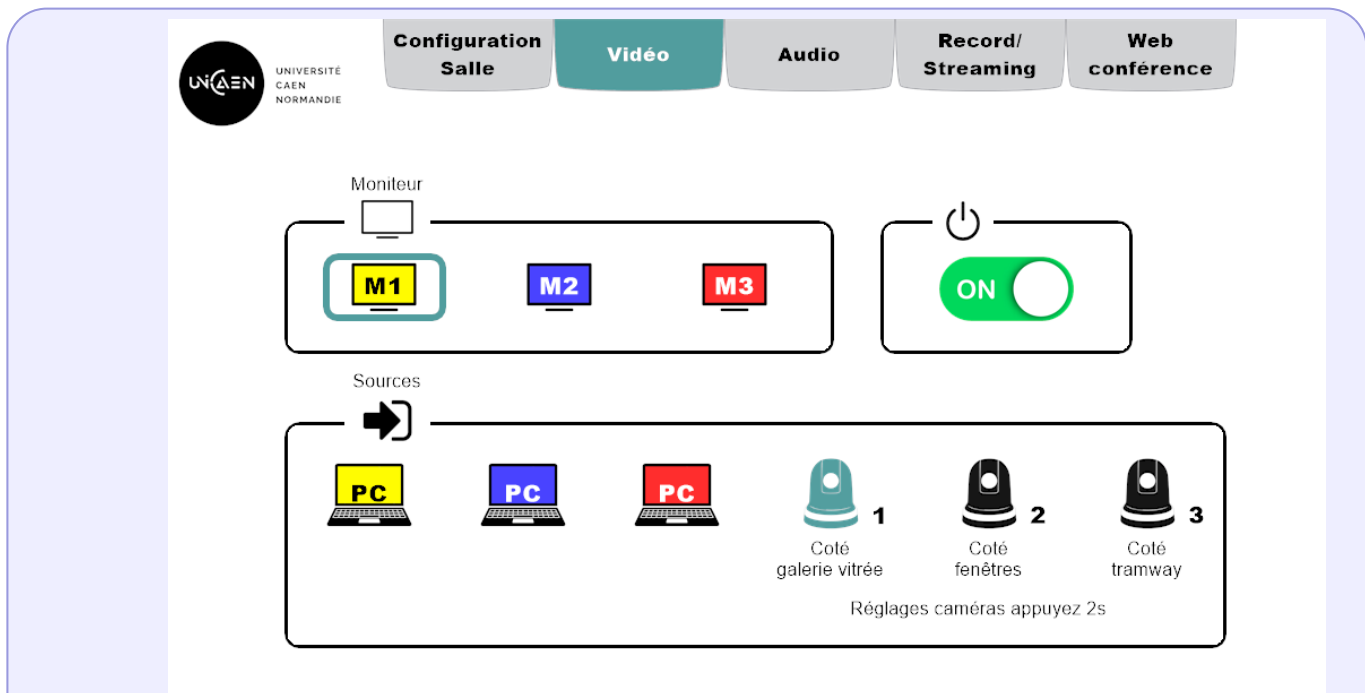 UNICAEN
UNIVERSITÉ
CAEN
NORMANDIE
Configuration
Salle
Vidéo
Audio
Record/
Streaming
Web
conférence
Moniteur
M1 M2 M3
ON
Sources
PC PC PC 1 2 3
Coté
galerie vitrée
Coté
fenêtres
Coté
tramway
Réglages caméras appuyez 2s